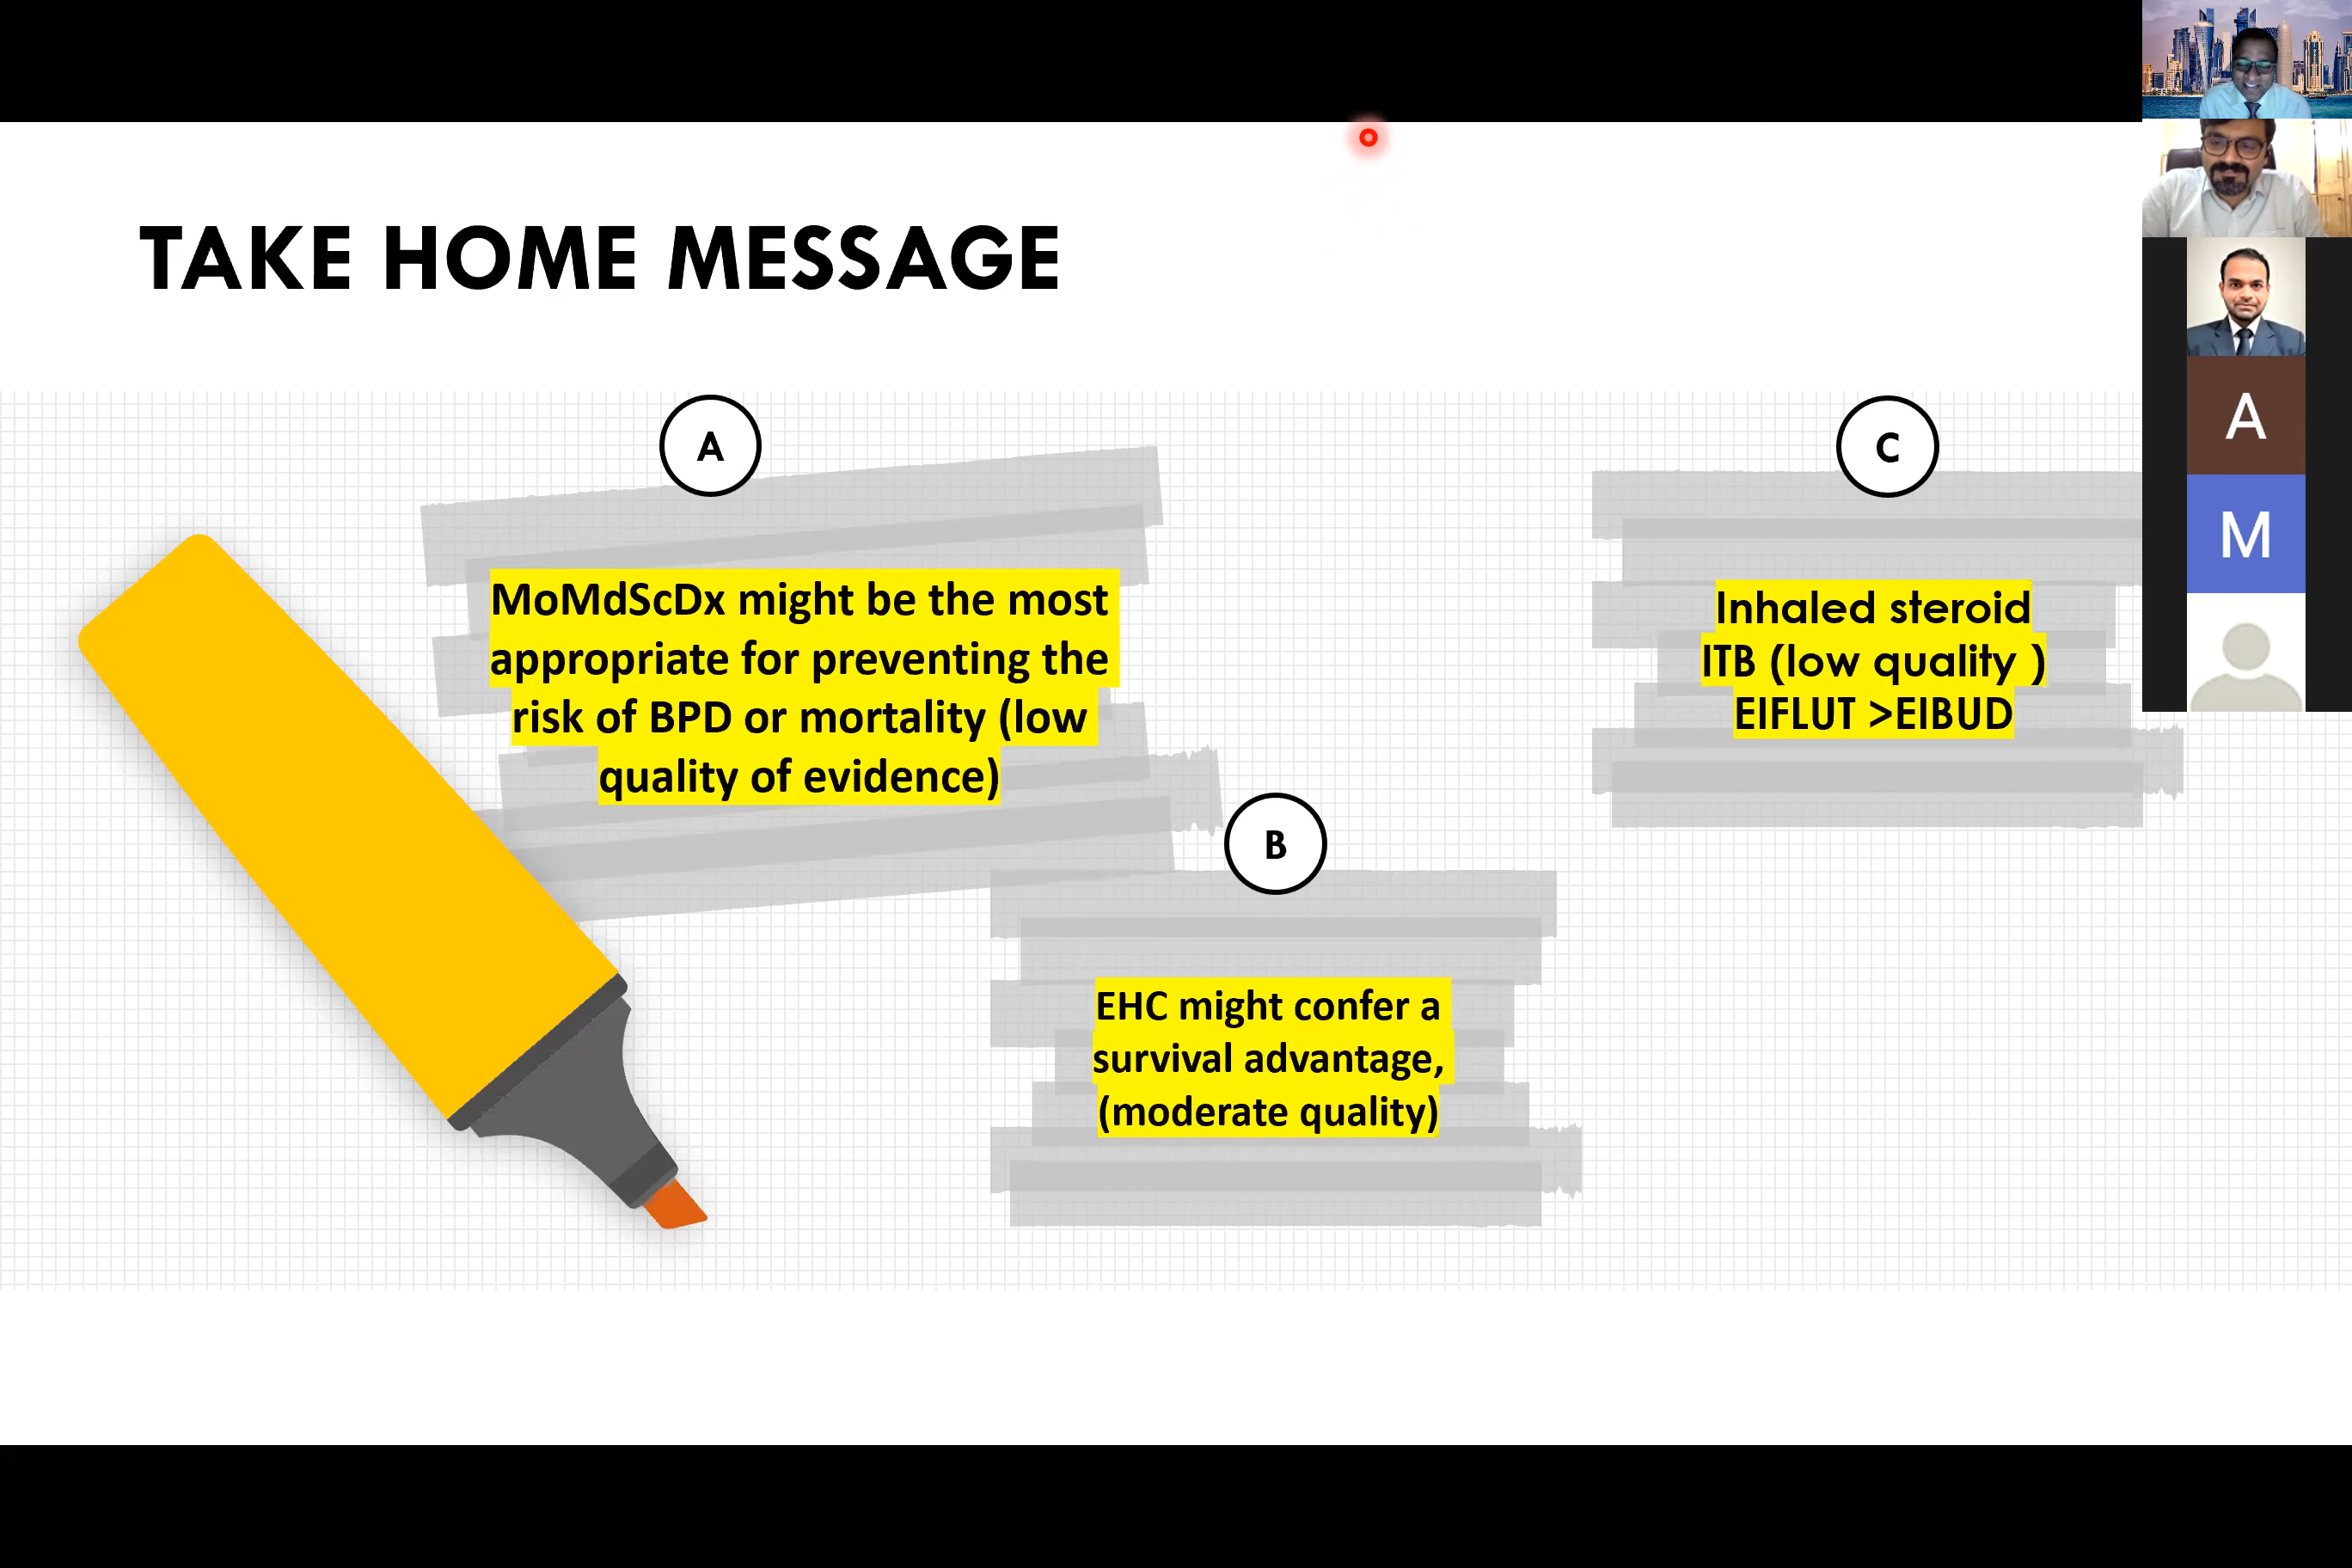 TAKE HOME MESSAGE
A
MoMdScDx might be the most
appropriate for preventing the
risk of BPD or mortality (low
quality of evidence)
B
EHC might confer a
survival advantage,
(moderate quality)
C
Inhaled steroid
ITB (low quality )
EIFLUT >EIBUD
A
M